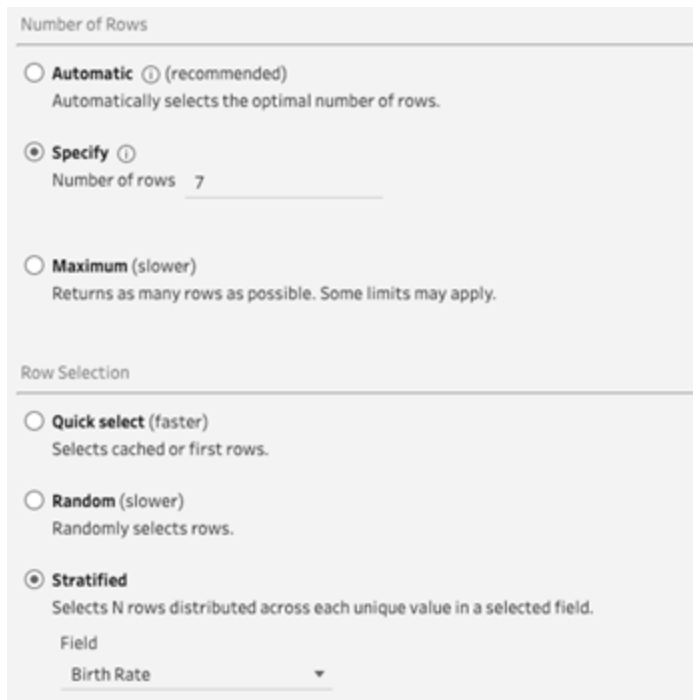 Number of Rows
Automatic ⓘ (recommended)
Automatically selects the optimal number of rows.
Specify ⓘ
Number of rows 7
Maximum (slower)
Returns as many rows as possible. Some limits may apply.
Row Selection
Quick select (faster)
Selects cached or first rows.
Random (slower)
Randomly selects rows.
Stratified
Selects N rows distributed across each unique value in a selected field.
Field
Birth Rate